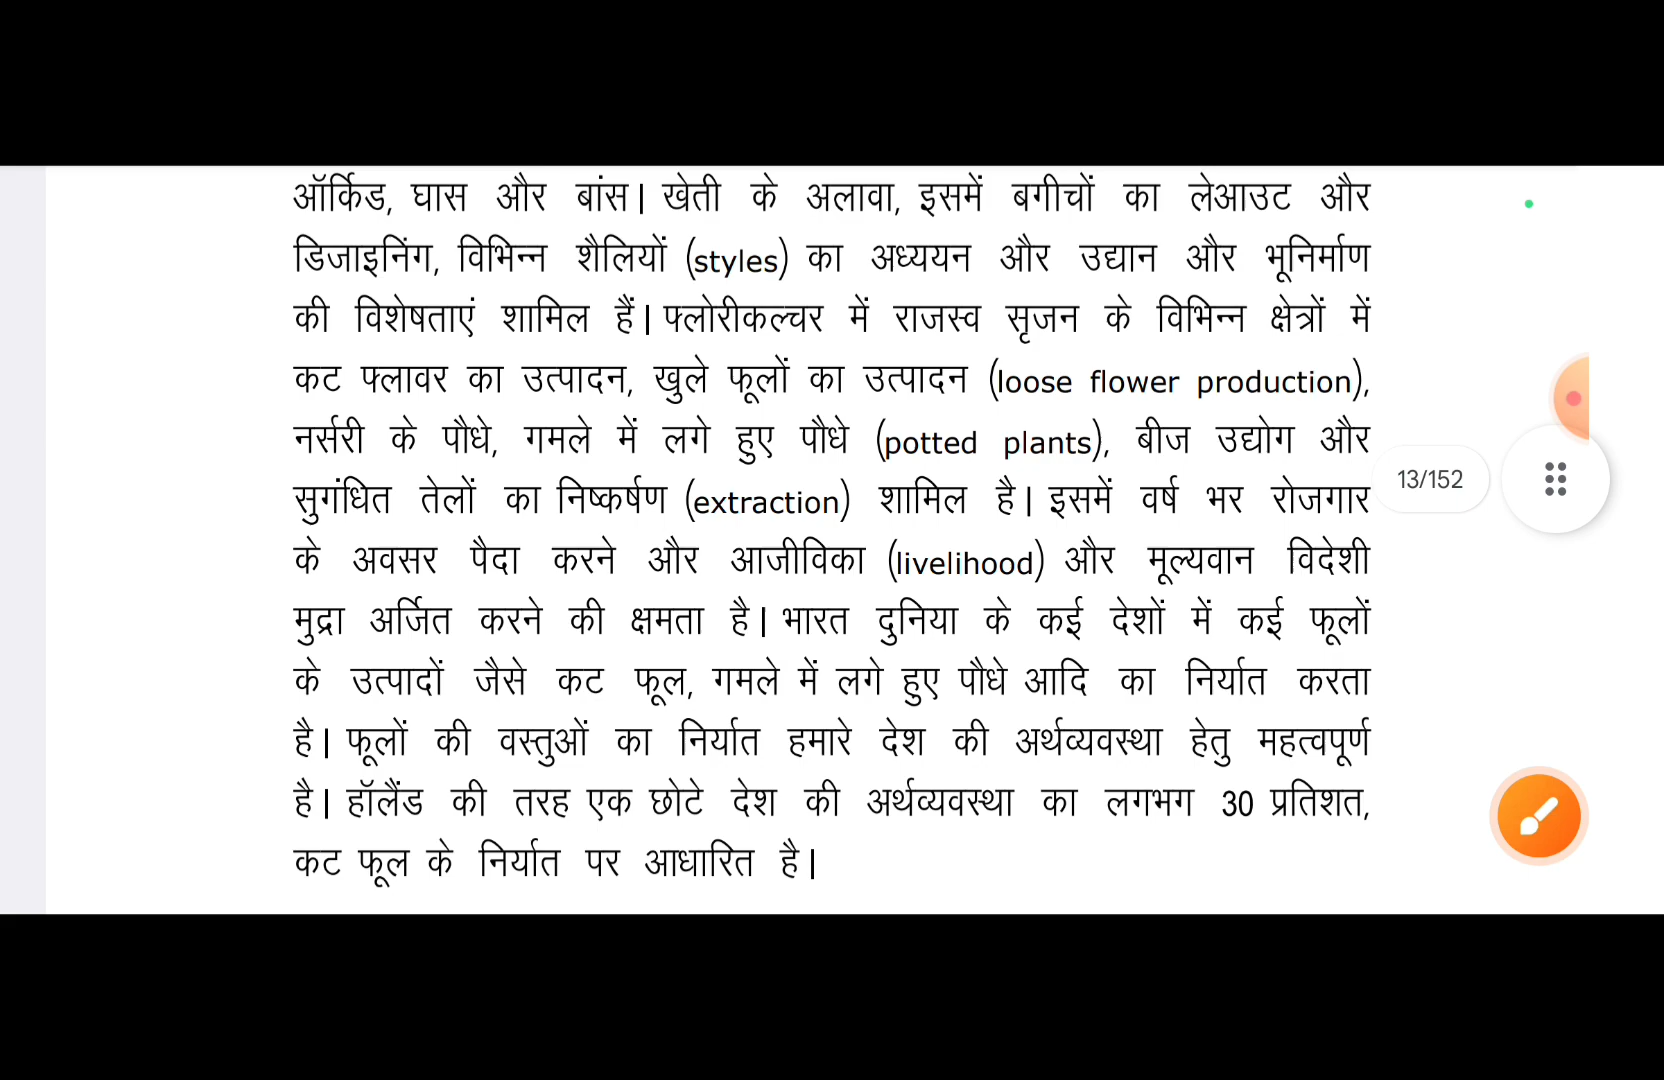 ऑर्किड, घास और बांस। खेती के अलावा, इसमें बगीचों का लेआउट और
डिजाइनिंग, विभिन्न शैलियों (styles) का अध्ययन और उद्यान और भूनिर्माण
की विशेषताएं शामिल हैं। फ्लोरीकल्चर में राजस्व सृजन के विभिन्न क्षेत्रों में
कट फ्लावर का उत्पादन, खुले फूलों का उत्पादन (loose flower production),
नर्सरी के पौधे, गमले में लगे हुए पौधे (potted plants), बीज उद्योग और
सुगंधित तेलों का निष्कर्षण (extraction) शामिल है। इसमें वर्ष भर रोजगार
के अवसर पैदा करने और आजीविका (livelihood) और मूल्यवान विदेशी
मुद्रा अर्जित करने की क्षमता है। भारत दुनिया के कई देशों में कई फूलों
के उत्पादों जैसे कट फूल, गमले में लगे हुए पौधे आदि का निर्यात करता
है। फूलों की वस्तुओं का निर्यात हमारे देश की अर्थव्यवस्था हेतु महत्वपूर्ण
है। हॉलैंड की तरह एक छोटे देश की अर्थव्यवस्था का लगभग 30 प्रतिशत,
कट फूल के निर्यात पर आधारित है।
13/152